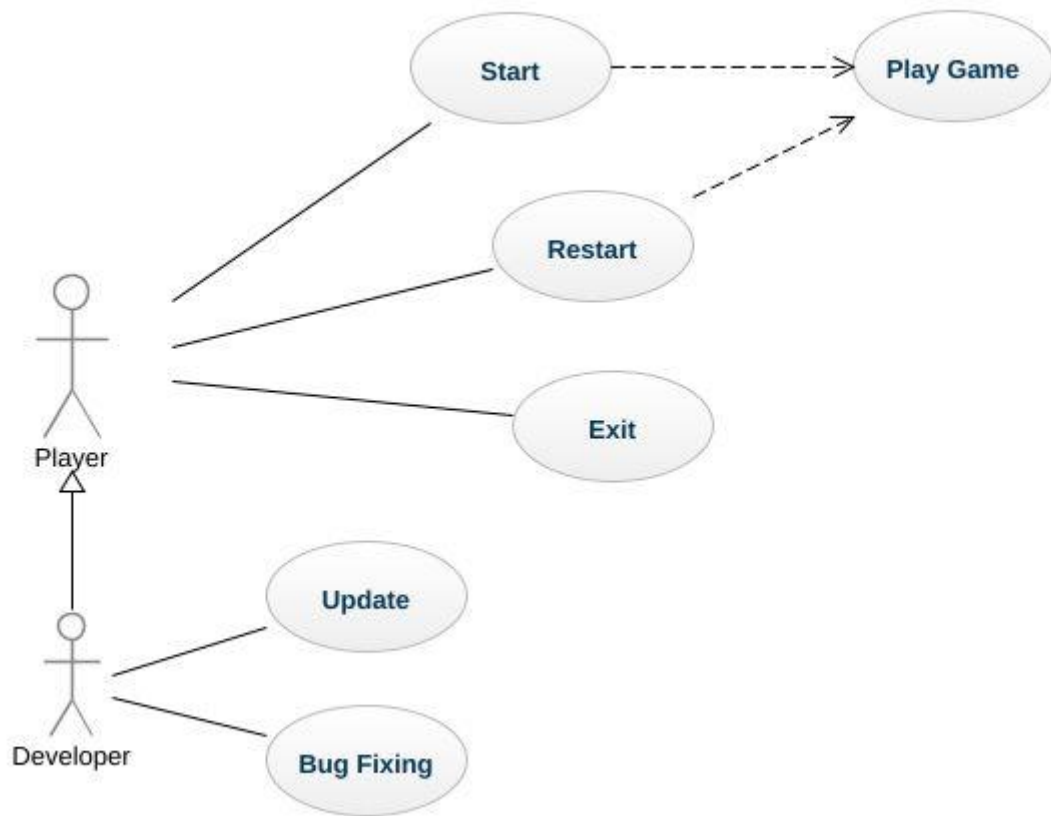 Start
Play Game
Restart
Exit
Player
Update
Bug Fixing
Developer